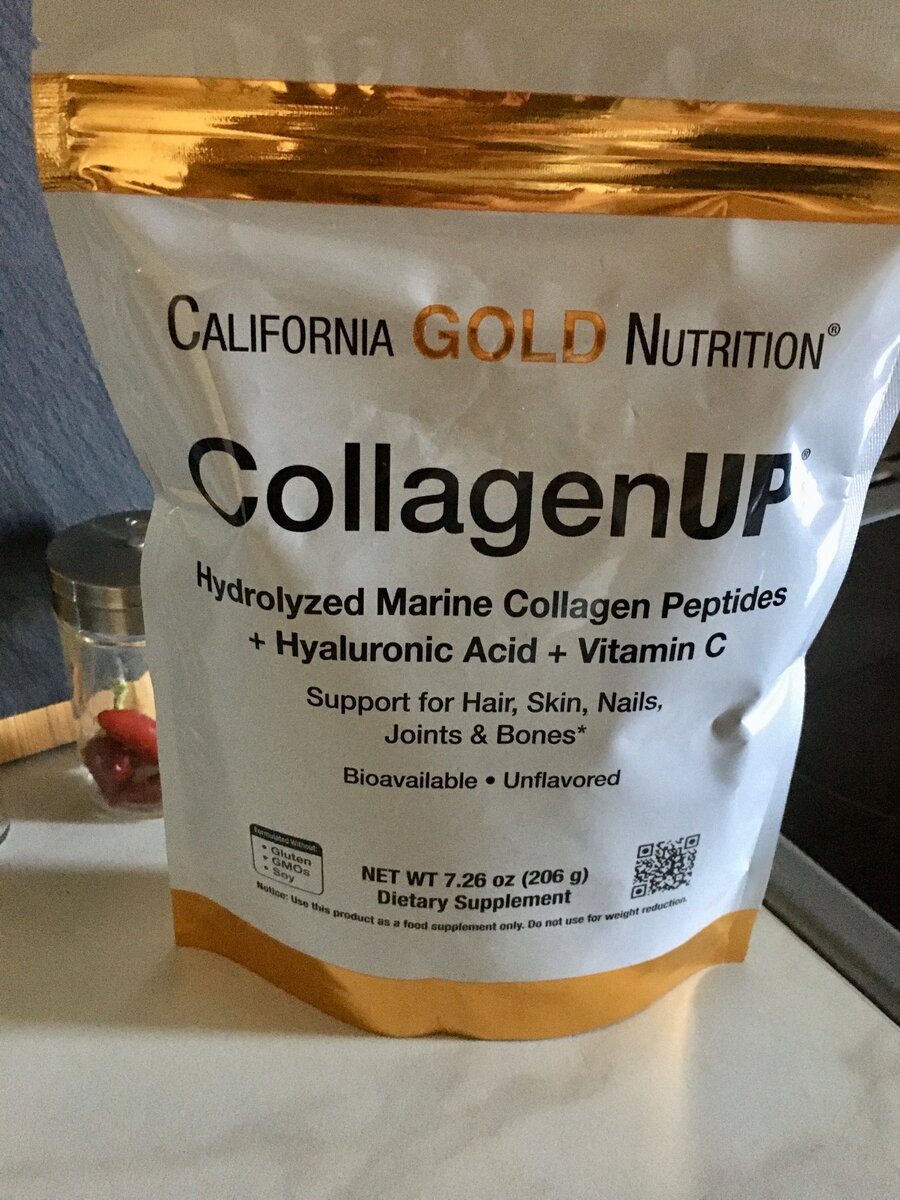 CALIFORNIA GOLD NUTRITION®
CollagenUP®
Hydrolyzed Marine Collagen Peptides
+ Hyaluronic Acid + Vitamin C
Support for Hair, Skin, Nails,
Joints & Bones*
Bioavailable • Unflavored
Formulated Without:
• Gluten
• GMOs
• Soy
NET WT 7.26 oz (206 g)
Dietary Supplement
Notice: Use this product as a food supplement only. Do not use for weight reduction.